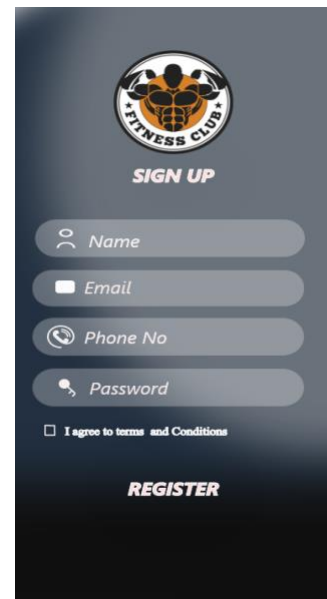 FITNESS CLUB
SIGN UP
Name
Email
Phone No
Password
I agree to terms and Conditions
REGISTER